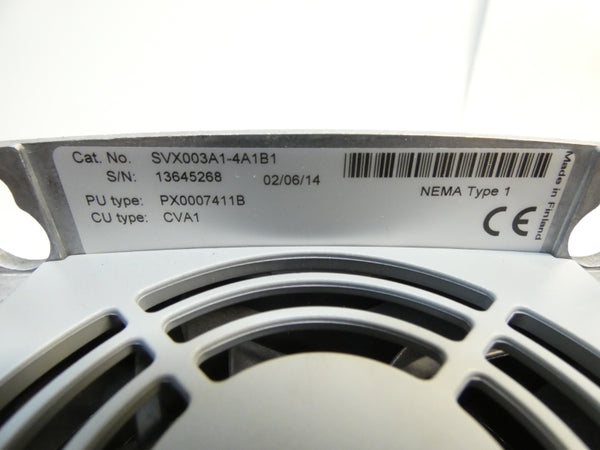 Cat. No. SVX003A1-4A1B1
S/N: 13645268 02/06/14
PU type: PX0007411B
CU type: CVA1
NEMA Type 1
CE
Made in Finland